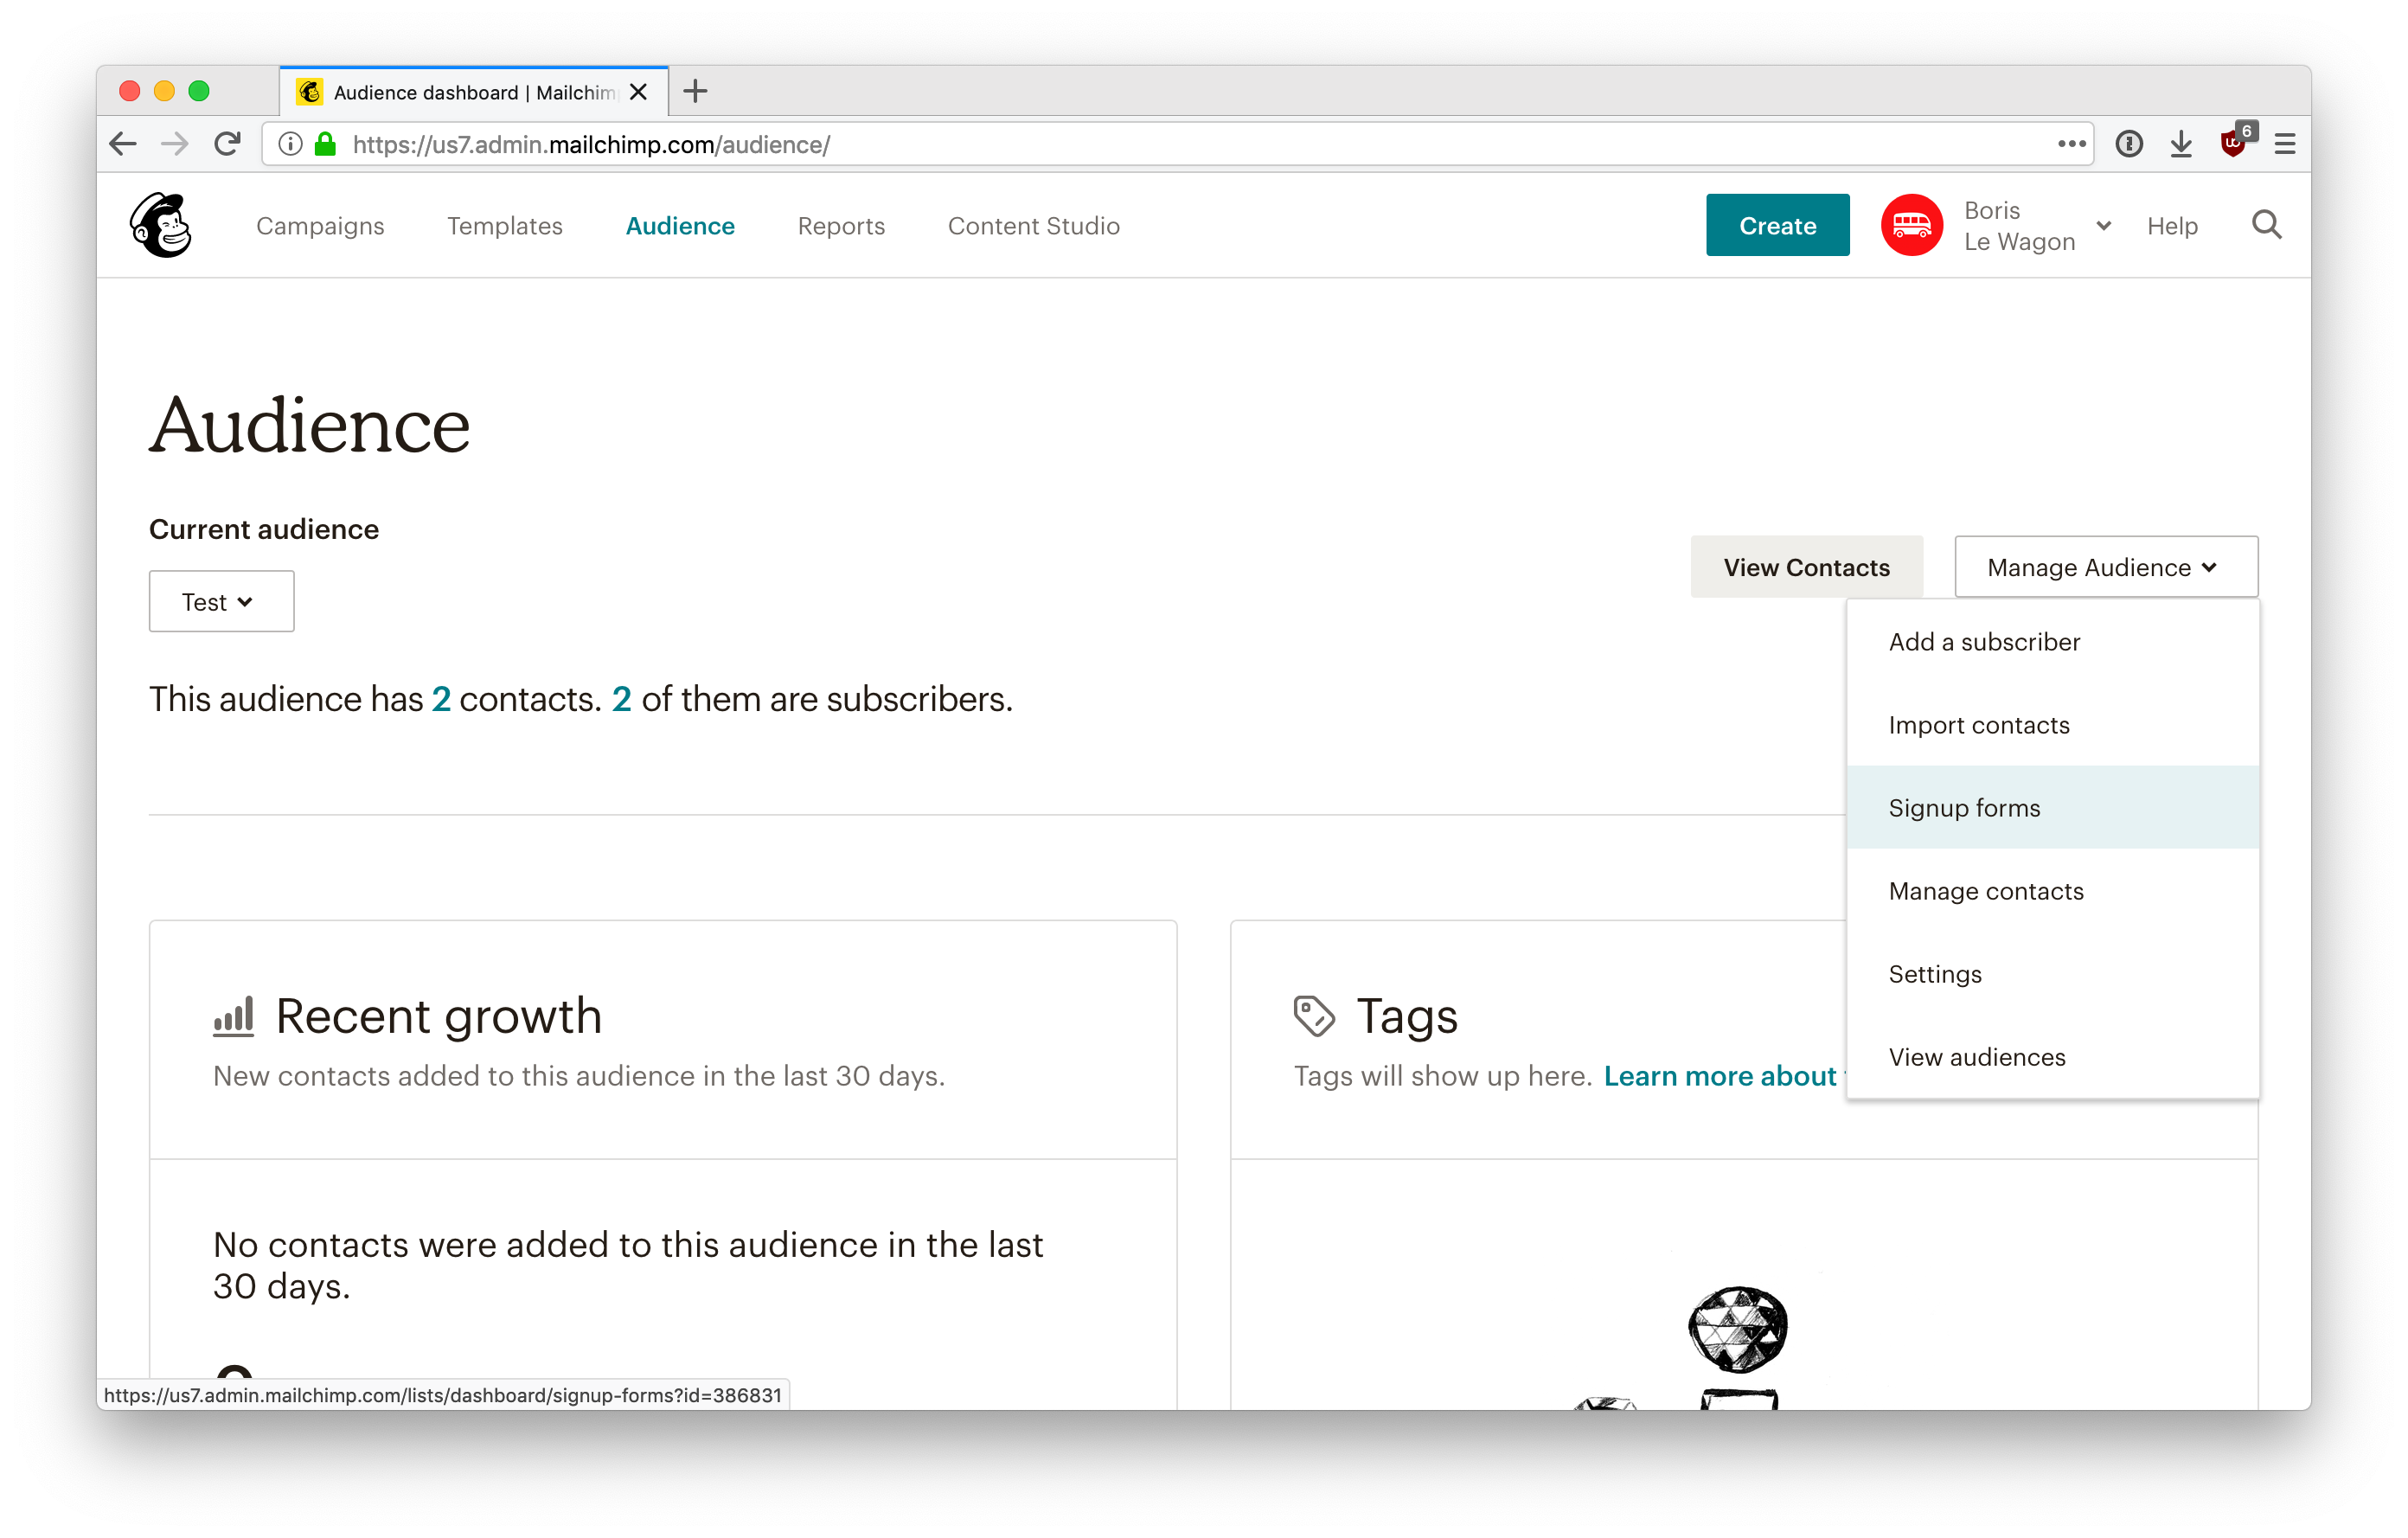 Audience dashboard | Mailchimp
6
https://us7.admin.mailchimp.com/audience/
Campaigns
Templates
Audience
Reports
Content Studio
Create
Boris
Le Wagon
Help
Audience
Current audience
Test
View Contacts
Manage Audience
Add a subscriber
Import contacts
Signup forms
Manage contacts
Settings
View audiences
This audience has 2 contacts. 2 of them are subscribers.
Recent growth
New contacts added to this audience in the last 30 days.
No contacts were added to this audience in the last
30 days.
Tags
Tags will show up here. Learn more about
https://us7.admin.mailchimp.com/lists/dashboard/signup-forms?id=386831